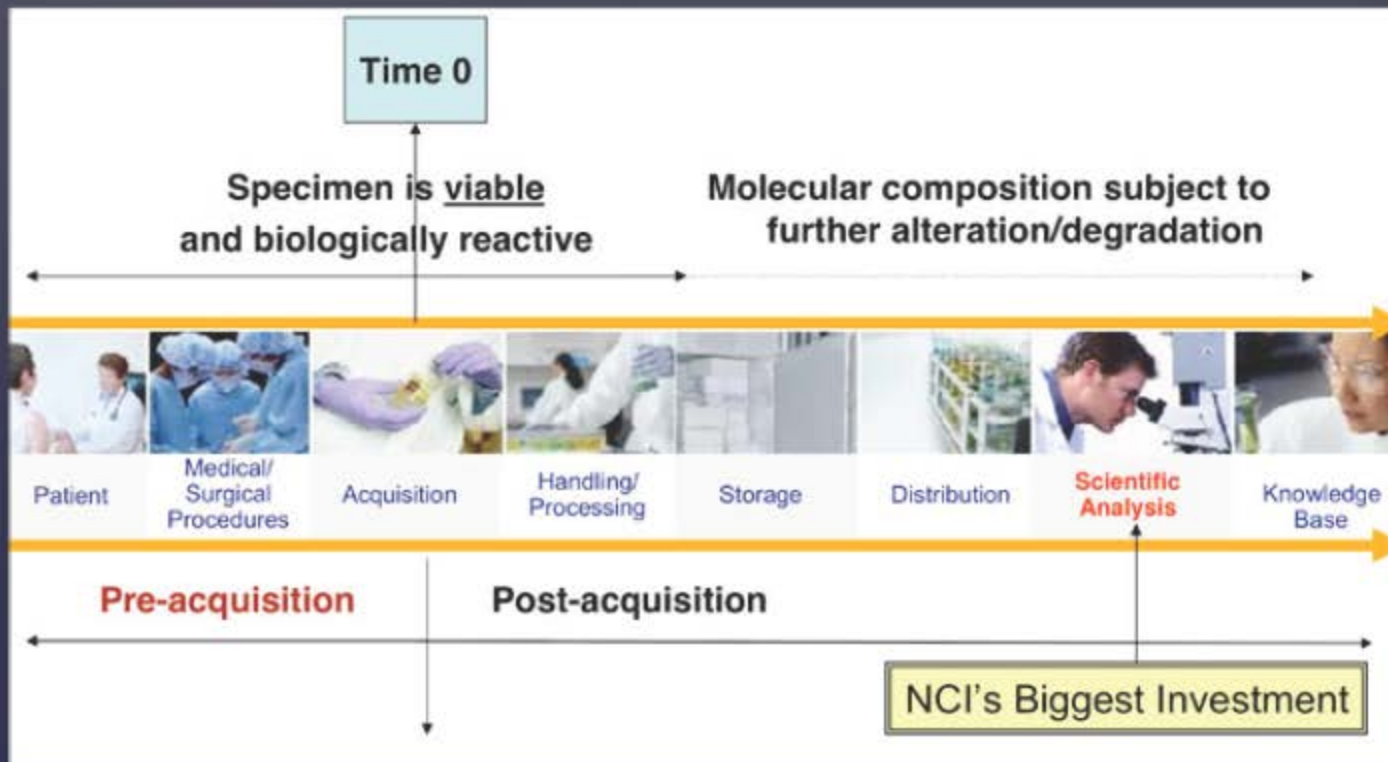 Time 0
Specimen is viable
and biologically reactive
Molecular composition subject to
further alteration/degradation
Patient
Medical/
Surgical
Procedures
Acquisition
Handling/
Processing
Storage
Distribution
Scientific
Analysis
Knowledge
Base
Pre-acquisition
Post-acquisition
NCI's Biggest Investment